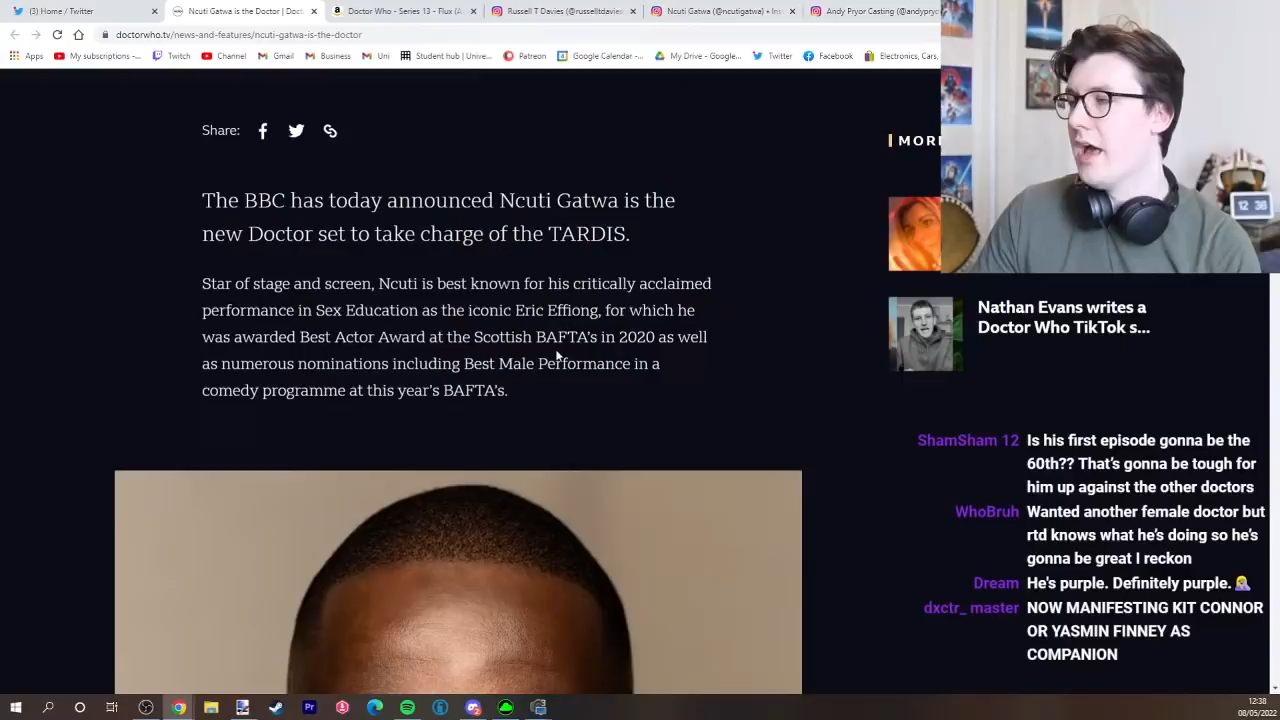 (3) Home / Twitter
Ncuti Gatwa is the Doctor | Doct
Doctor Who - Series 13 - Flux (A
Russell T Davies (@russelltdavies
Ncuti Gatwa (@ncutigatwa) • Inst
Andy Pryor Casting (@andypryc
doctorwho.tv/news-and-features/ncuti-gatwa-is-the-doctor
Apps
My subscriptions -...
Twitch
Channel
Gmail
Business
Uni
Student hub | Unive...
Patreon
Google Calendar -...
My Drive - Google...
Twitter
Facebook
Electronics, Cars,
Share:
MOR
12 38
The BBC has today announced Ncuti Gatwa is the
new Doctor set to take charge of the TARDIS.
Star of stage and screen, Ncuti is best known for his critically acclaimed
performance in Sex Education as the iconic Eric Effiong, for which he
was awarded Best Actor Award at the Scottish BAFTA's in 2020 as well
as numerous nominations including Best Male Performance in a
comedy programme at this year's BAFTA's.
Nathan Evans writes a
Doctor Who TikTok s...
ShamSham 12 Is his first episode gonna be the
60th?? That's gonna be tough for
him up against the other doctors
WhoBruh Wanted another female doctor but
rtd knows what he's doing so he's
gonna be great I reckon
Dream He's purple. Definitely purple.
dxctr_ master NOW MANIFESTING KIT CONNOR
OR YASMIN FINNEY AS
COMPANION
12:38
08/05/2022